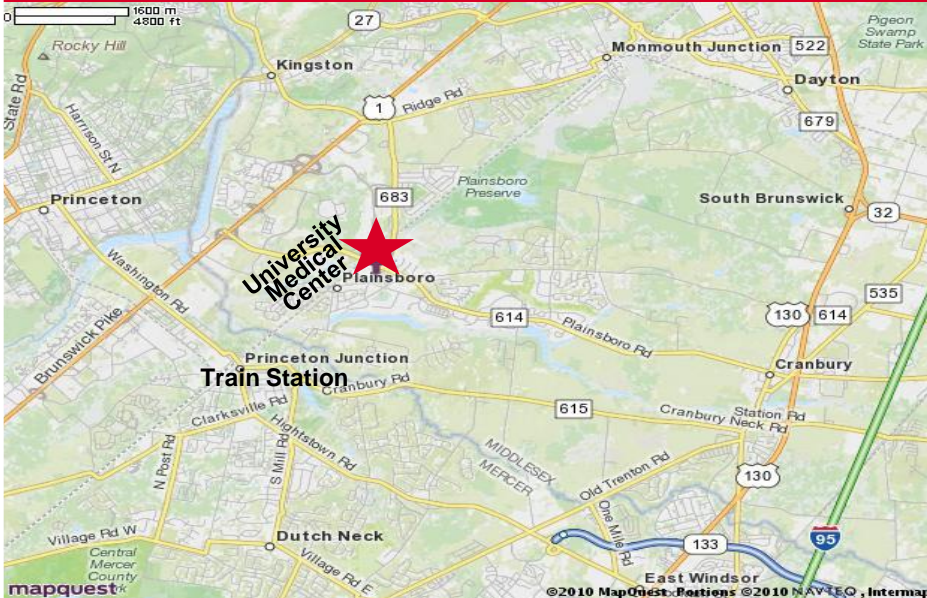 0 1600 m
4800 ft
27
Pigeon
Swamp
State Park
Rocky Hill
Monmouth Junction
522
Kingston
State Rd
Dayton
1
Ridge Rd
Harrison St N
679
Plainsboro
Preserve
Princeton
683
South Brunswick
32
University
Medical
Center
Plainsboro
Washington Rd
535
614
130
614
Plainsboro Rd
Brunswick Pike
Princeton Junction
Train Station
Cranbury
Cranbury Rd
615
Station Rd
Cranbury Neck Rd
Clarksville Rd
Hightstown Rd
N Post Rd
S Mill Rd
MIDDLESEX
MERCER
Old Trenton Rd
130
One Mile Rd
Village Rd W
Dutch Neck
133
95
Central
Mercer
County
Village Rd E
East Windsor
mapquest
©2010 MapQuest Portions ©2010 NAVTEQ, Intermap